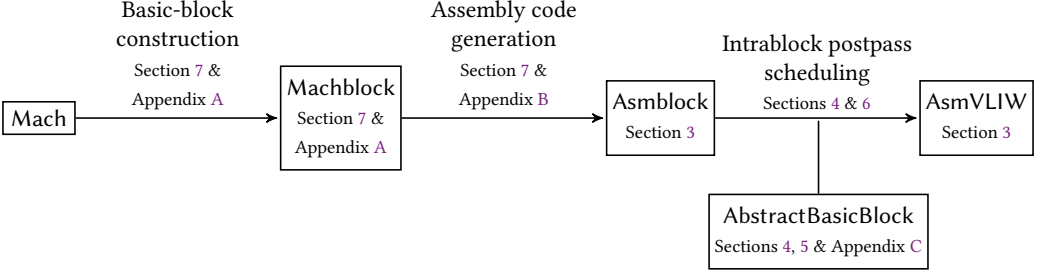 Basic-block
construction
Section 7 &
Appendix A
Assembly code
generation
Section 7 &
Appendix B
Intrablock postpass
scheduling
Sections 4 & 6
Mach
Machblock
Section 7 &
Appendix A
Asmblock
Section 3
AsmVLIW
Section 3
AbstractBasicBlock
Sections 4, 5 & Appendix C